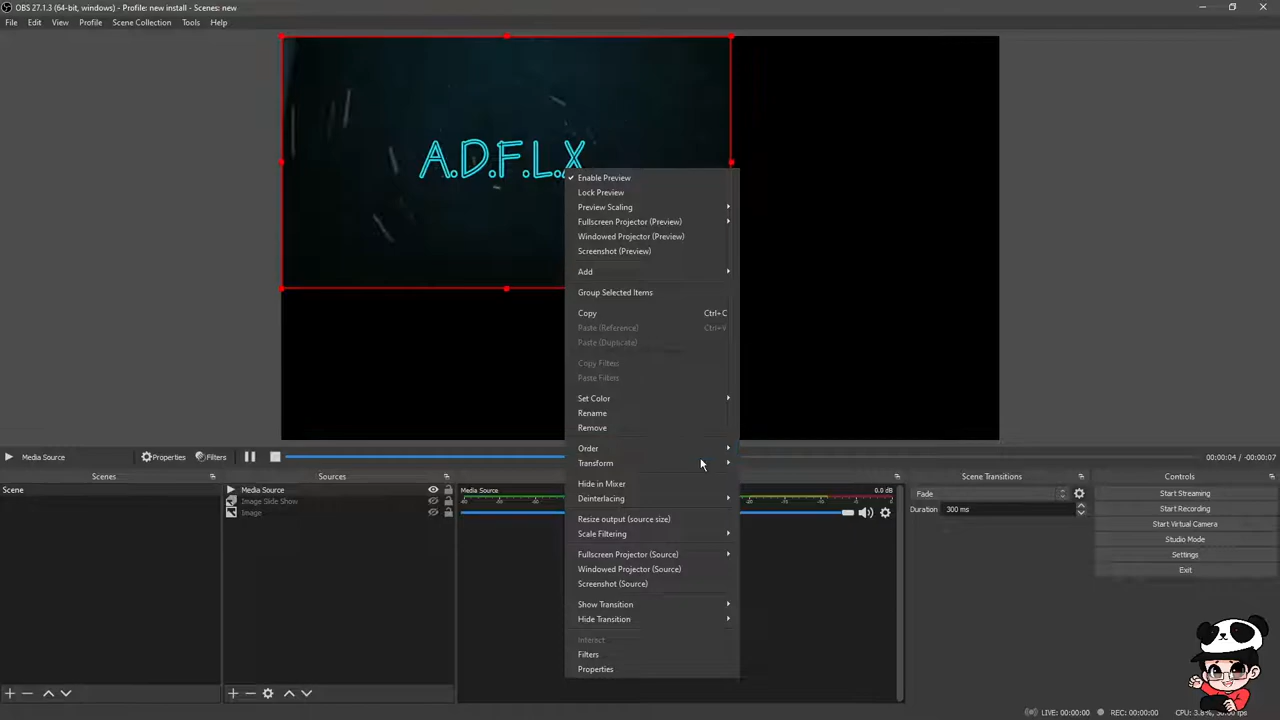 OBS 27.1.3 (64-bit, windows) - Profile: new install - Scenes: new
File Edit View Profile Scene Collection Tools Help
A.D.F.L.X
Enable Preview
Lock Preview
Preview Scaling
Fullscreen Projector (Preview)
Windowed Projector (Preview)
Screenshot (Preview)
Add
Group Selected Items
Copy Ctrl+C
Paste (Reference) Ctrl+V
Paste (Duplicate)
Copy Filters
Paste Filters
Set Color
Rename
Remove
Order
Transform
Hide in Mixer
Deinterlacing
Resize output (source size)
Scale Filtering
Fullscreen Projector (Source)
Windowed Projector (Source)
Screenshot (Source)
Show Transition
Hide Transition
Interact
Filters
Properties
Media Source Properties Filters 00:00:04 / -00:00:07
Scenes
Scene
Sources
Media Source
Image Slide Show
Image
Media Source 0.0 dB
Scene Transitions
Fade
Duration 300 ms
Controls
Start Streaming
Start Recording
Start Virtual Camera
Studio Mode
Settings
Exit
LIVE: 00:00:00 REC: 00:00:00